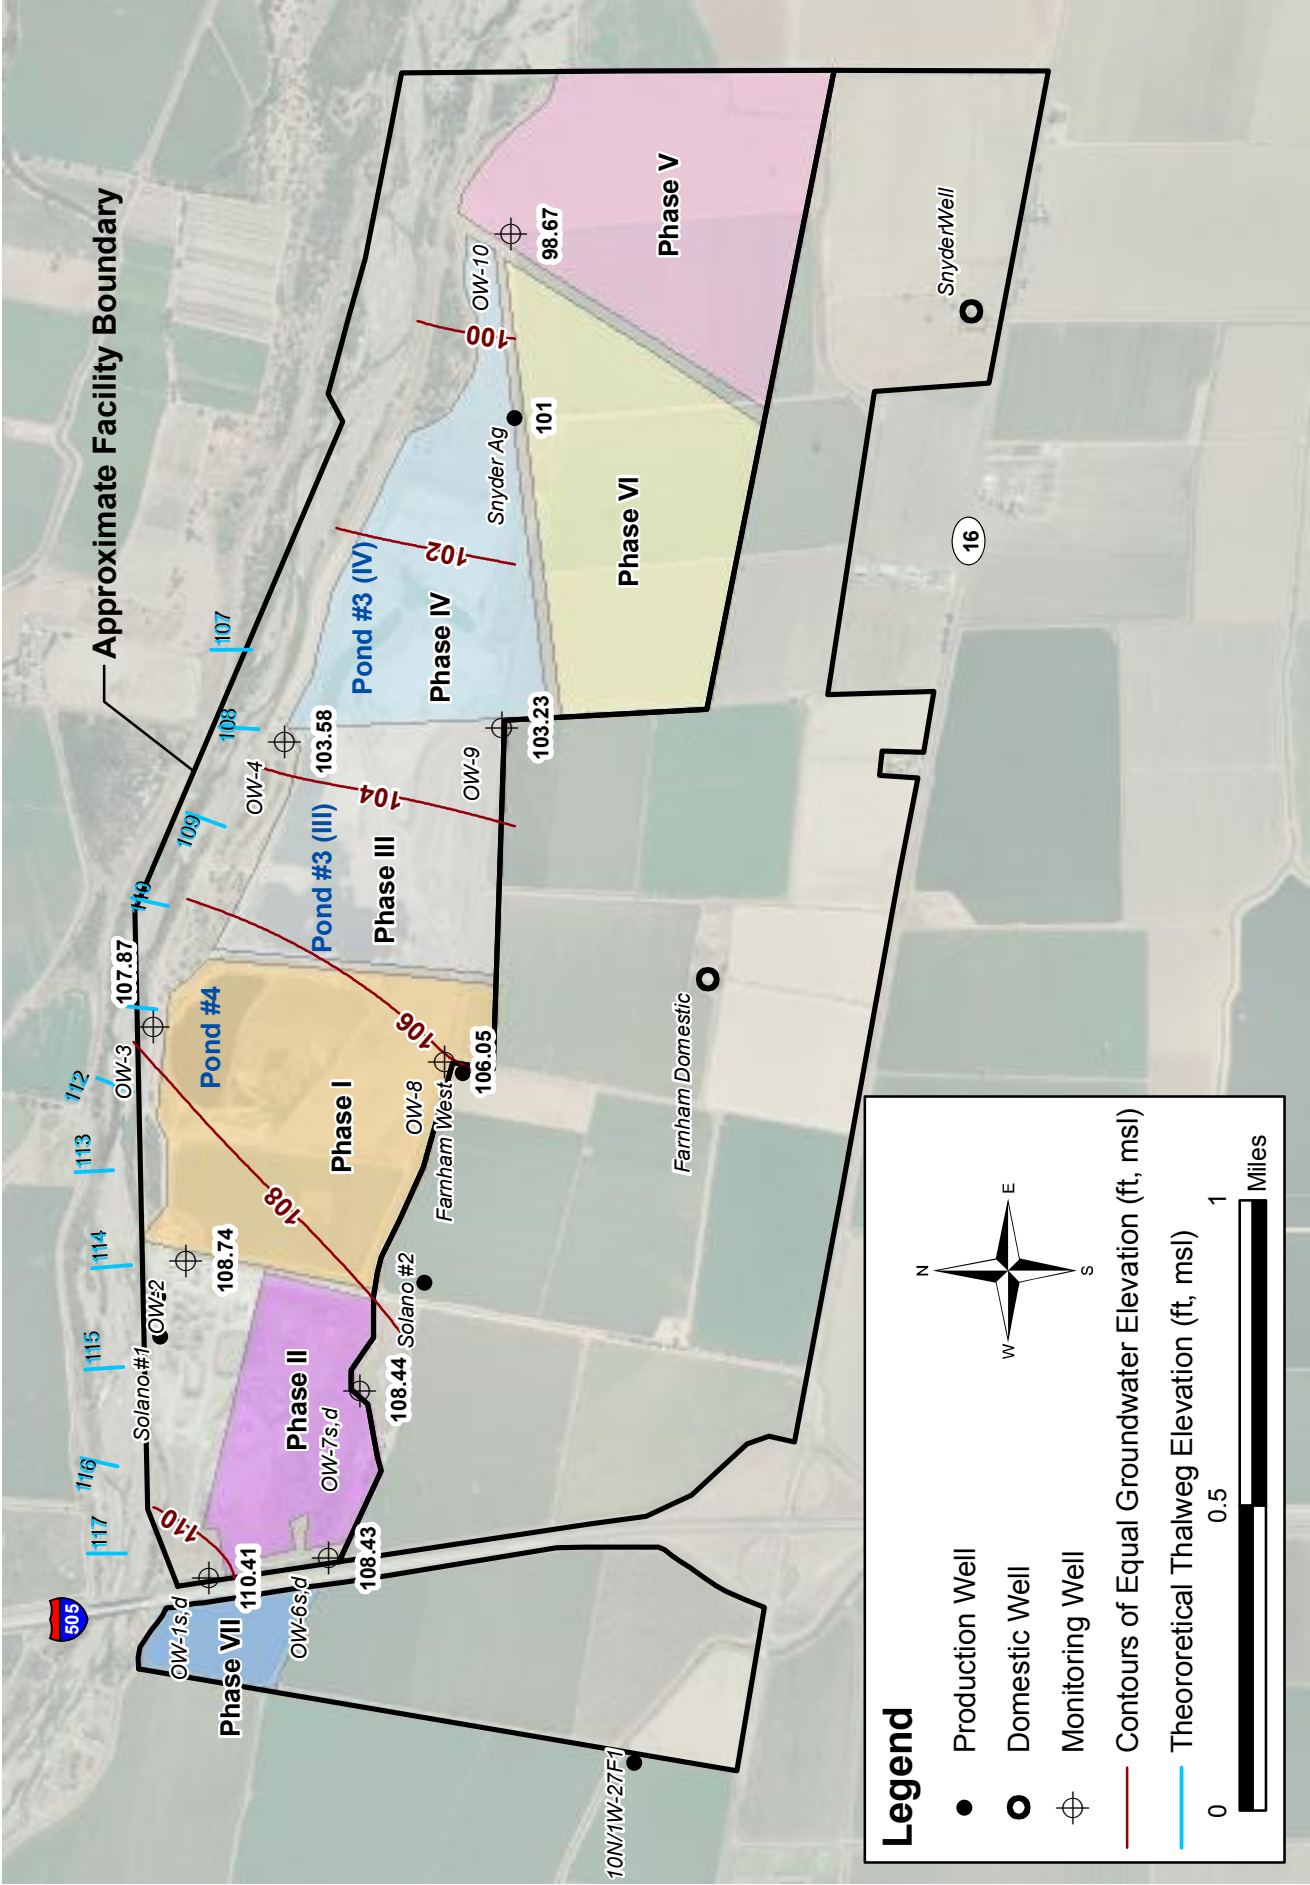 Approximate Facility Boundary
505
117
116
115
114
113
112
110
109
108
107
OW-1s,d
110.41
Phase VII
OW-6s,d
108.43
110
Solano #1
OW-2
108.74
Phase II
OW-7s,d
108.44
Solano #2
108
OW-3
107.87
Pond #4
Phase I
OW-8
Farnham West
106.05
106
Pond #3 (III)
Phase III
104
OW-4
103.58
OW-9
103.23
Pond #3 (IV)
Phase IV
102
Snyder Ag
101
100
OW-10
98.67
Phase V
Phase VI
SnyderWell
Farnham Domestic
16
10N/1W-27F1
Legend
Production Well
Domestic Well
Monitoring Well
Contours of Equal Groundwater Elevation (ft, msl)
Theororetical Thalweg Elevation (ft, msl)
N
W
E
S
0
0.5
1
Miles